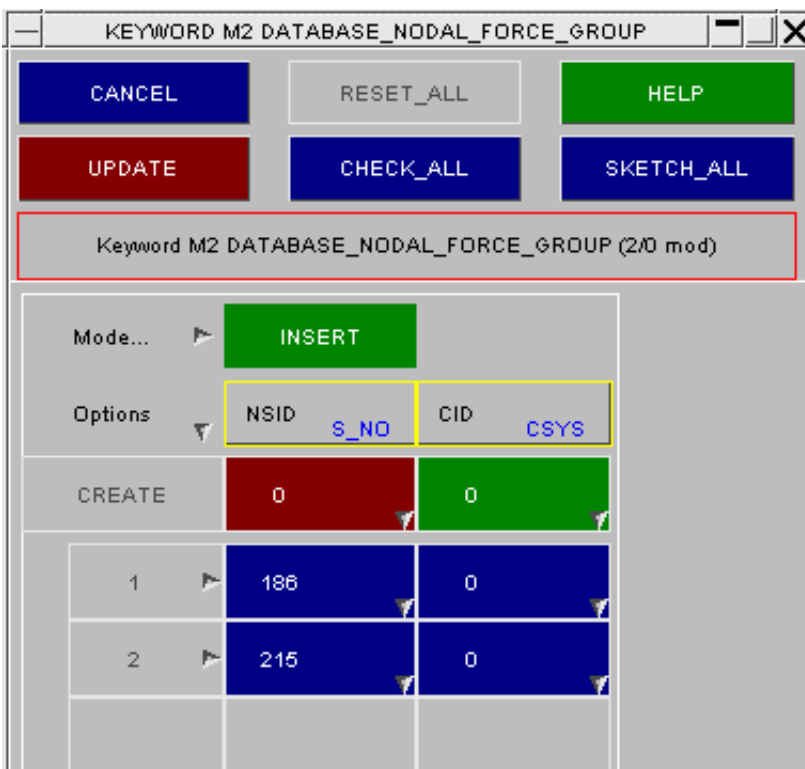 KEYWORD M2 DATABASE_NODAL_FORCE_GROUP
CANCEL RESET_ALL HELP
UPDATE CHECK_ALL SKETCH_ALL
Keyword M2 DATABASE_NODAL_FORCE_GROUP (2/0 mod)
Mode... INSERT
Options NSID S_NO CID CSYS
CREATE 0 0
1 186 0
2 215 0